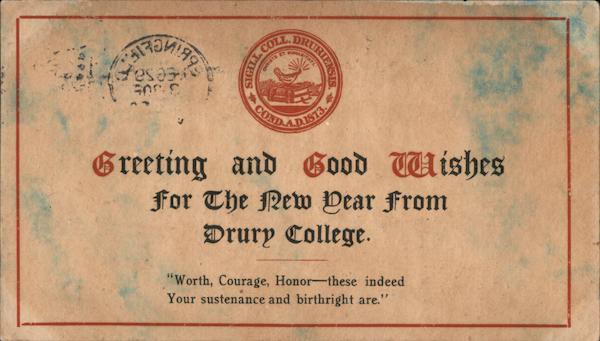 SIGILL. COLL. DRURIENSIS.
COND. A.D. 1873.
SPRINGFIE
Greeting and Good Wishes
For The New Year From
Drury College.
"Worth, Courage, Honor—these indeed
Your sustenance and birthright are."